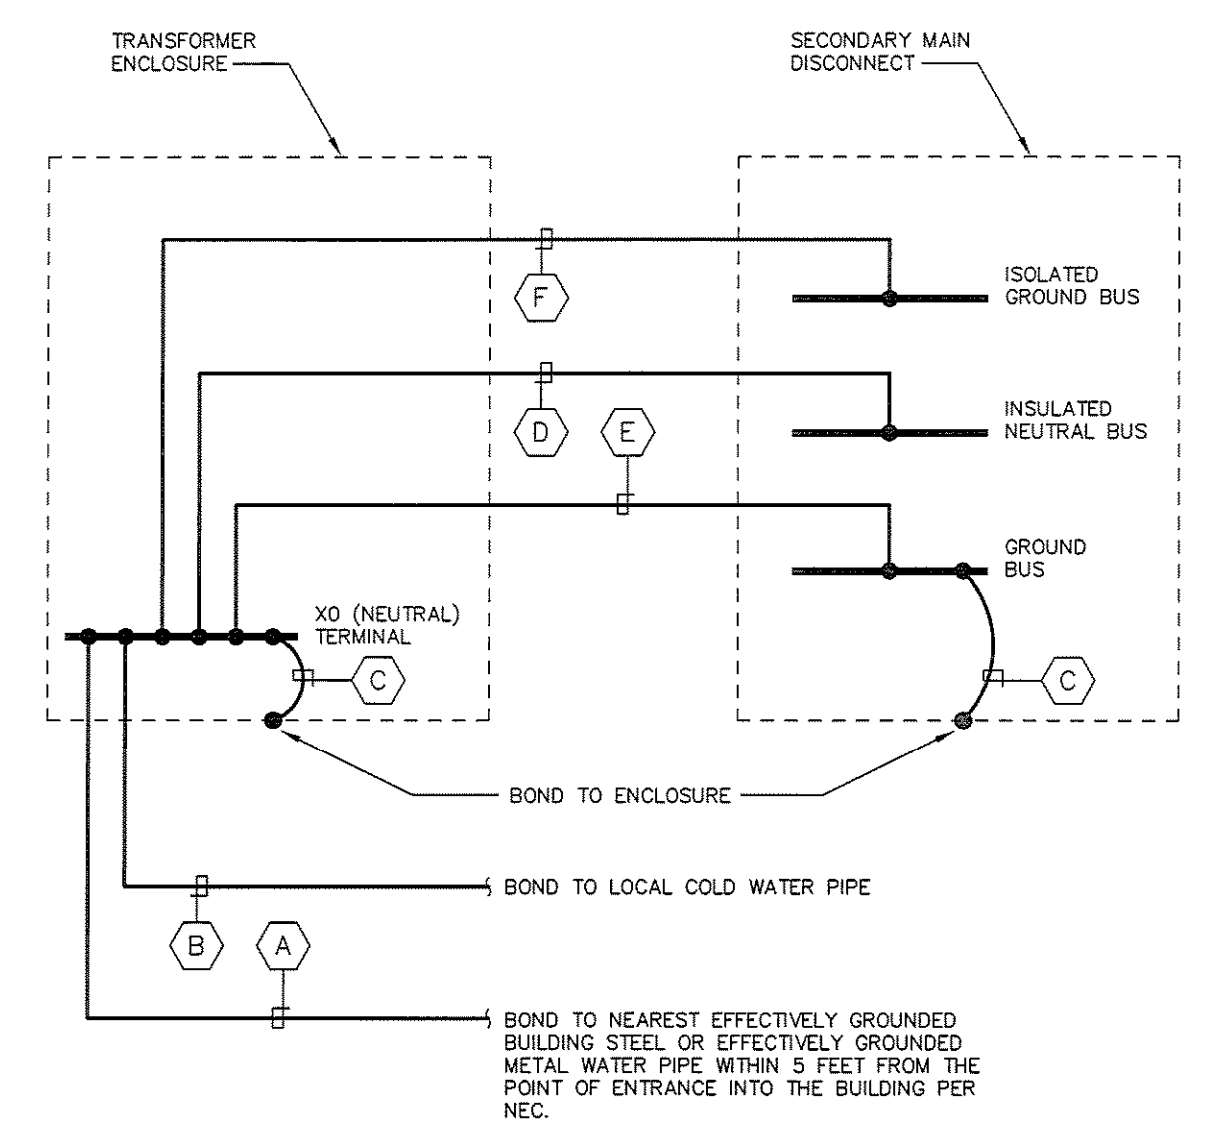 TRANSFORMER
ENCLOSURE
SECONDARY MAIN
DISCONNECT
F
ISOLATED
GROUND BUS
D
E
INSULATED
NEUTRAL BUS
GROUND
BUS
X0 (NEUTRAL)
TERMINAL
C
C
BOND TO ENCLOSURE
BOND TO LOCAL COLD WATER PIPE
B
A
BOND TO NEAREST EFFECTIVELY GROUNDED
BUILDING STEEL OR EFFECTIVELY GROUNDED
METAL WATER PIPE WITHIN 5 FEET FROM THE
POINT OF ENTRANCE INTO THE BUILDING PER
NEC.